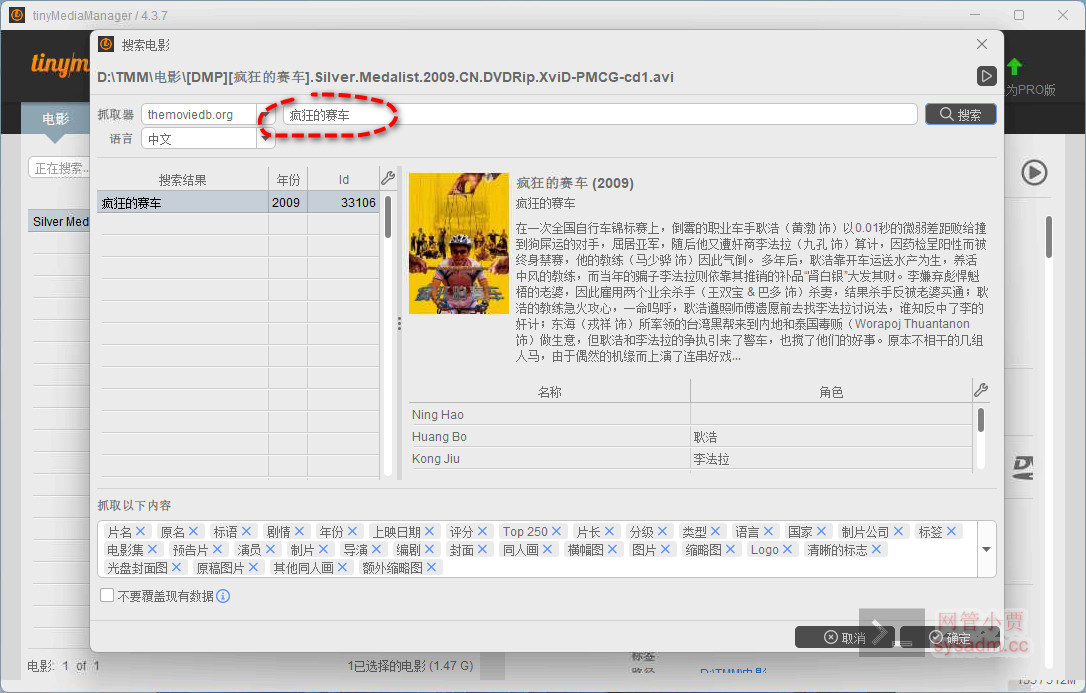 tinyMediaManager / 4.3.7
tinym
为PRO版
电影
正在搜索..
Silver Med
搜索电影
D:\TMM\电影\[DMP][疯狂的赛车].Silver.Medalist.2009.CN.DVDRip.XviD-PMCG-cd1.avi
抓取器 themoviedb.org 疯狂的赛车 搜索
语言 中文
搜索结果 年份 Id
疯狂的赛车 2009 33106
疯狂的赛车 (2009)
疯狂的赛车
在一次全国自行车锦标赛上，倒霉的职业车手耿浩（黄渤 饰）以0.01秒的微弱差距败给撞
到狗屎运的对手，屈居亚军，随后他又遭奸商李法拉（九孔 饰）算计，因药检呈阳性而被
终身禁赛，他的教练（马少骅 饰）因此气倒。 多年后，耿浩靠开车运送水产为生，养活
中风的教练，而当年的骗子李法拉则依靠其推销的补品“肾白银”大发其财。李嫌弃彪悍魁
梧的老婆，因此雇用两个业余杀手（王双宝 & 巴多 饰）杀妻，结果杀手反被老婆买通；耿
浩的教练急火攻心，一命呜呼，耿浩遵照师傅遗愿前去找李法拉讨说法，谁知反中了李的
奸计；东海（戎祥 饰）所率领的台湾黑帮来到内地和泰国毒贩（Worapoj Thuantanon
饰）做生意，但耿浩和李法拉的争执引来了警车，也搅了他们的好事。原本不相干的几组
人马，由于偶然的机缘而上演了连串好戏...
名称 角色
Ning Hao
Huang Bo 耿浩
Kong Jiu 李法拉
抓取以下内容
片名 原名 标语 剧情 年份 上映日期 评分 Top 250 片长 分级 类型 语言 国家 制片公司 标签
电影集 预告片 演员 制片 导演 编剧 封面 同人画 横幅图 图片 缩略图 Logo 清晰的标志
光盘封面图 原稿图片 其他同人画 额外缩略图
不要覆盖现有数据
取消 确定
网管小贾
sysadm.cc
电影: 1 of 1
1已选择的电影 (1.47 G)
标签
路径 D:\TMM\电影